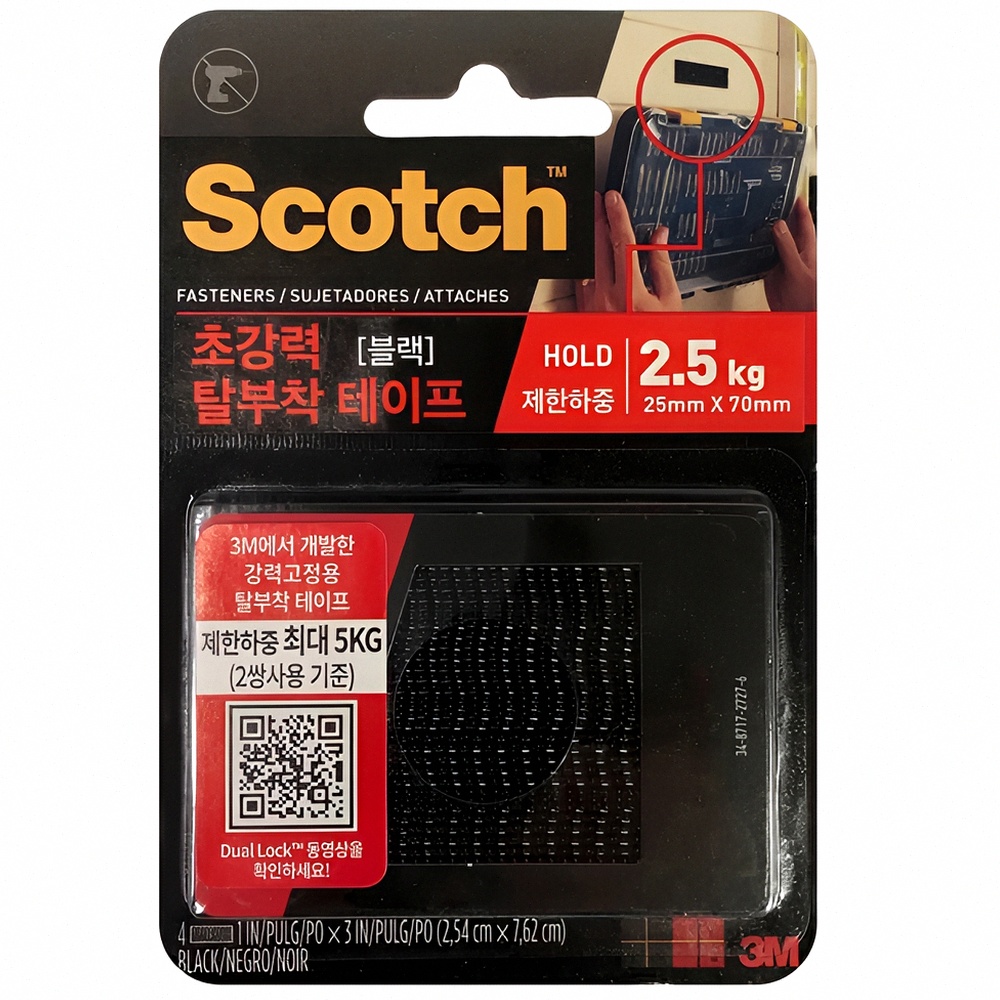 Scotch™
FASTENERS / SUJETADORES / ATTACHES
초강력 [블랙]
탈부착 테이프
HOLD
제한하중
2.5 kg
25mm X 70mm
3M에서 개발한
강력고정용
탈부착 테이프
제한하중 최대 5KG
(2쌍사용 기준)
Dual Lock™ 동영상을
확인하세요!
34-8717-2727-6
4 1 IN/PULG/PO x 3 IN/PULG/PO (2,54 cm x 7,62 cm)
BLACK/NEGRO/NOIR
3M